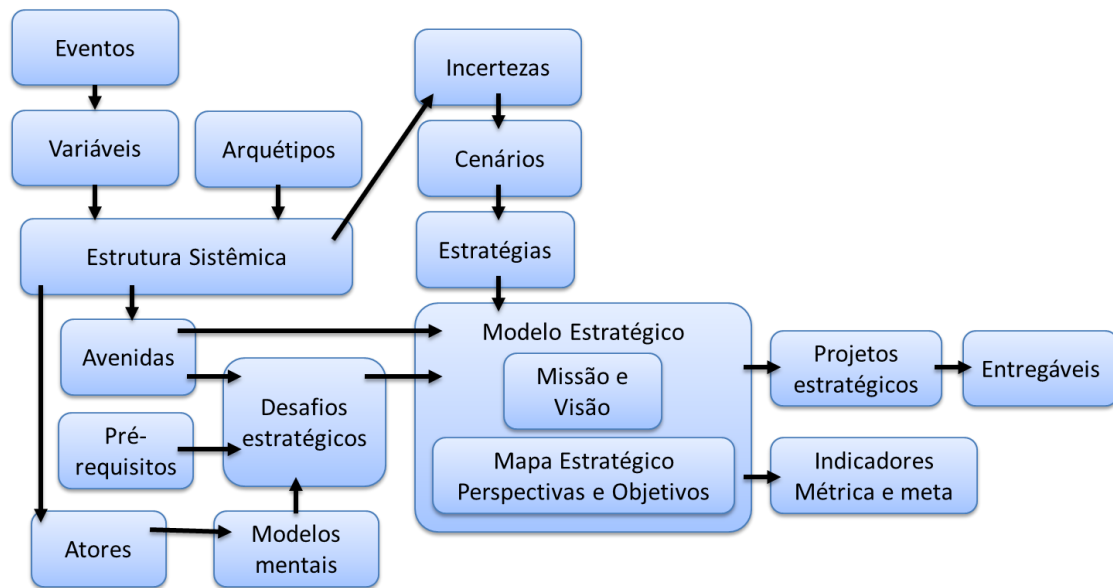 Eventos
Incertezas
Variáveis
Arquétipos
Cenários
Estrutura Sistêmica
Estratégias
Avenidas
Modelo Estratégico
Missão e
Visão
Projetos
estratégicos
Entregáveis
Desafios
estratégicos
Pré-
requisitos
Mapa Estratégico
Perspectivas e Objetivos
Indicadores
Métrica e meta
Atores
Modelos
mentais